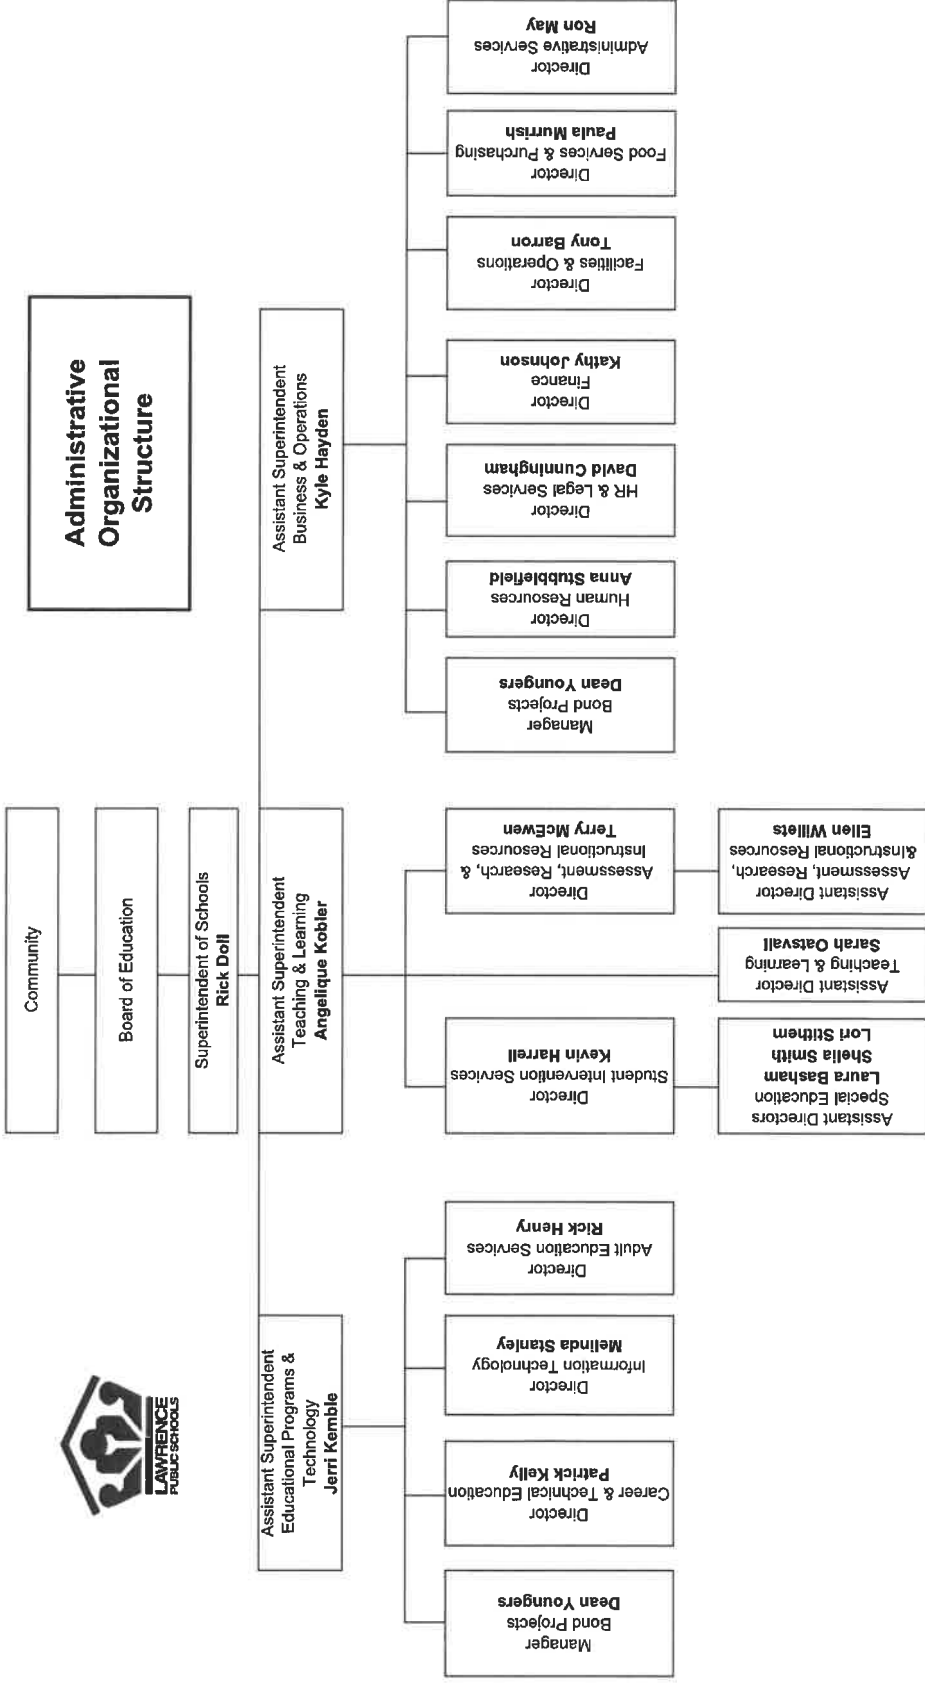 LAWRENCE
PUBLIC SCHOOLS
Administrative
Organizational
Structure
Community
Board of Education
Superintendent of Schools
Rick Doll
Assistant Superintendent
Educational Programs &
Technology
Jerri Kemble
Assistant Superintendent
Teaching & Learning
Angelique Kobler
Assistant Superintendent
Business & Operations
Kyle Hayden
Manager
Bond Projects
Dean Youngers
Director
Career & Technical Education
Patrick Kelly
Director
Information Technology
Melinda Stanley
Director
Adult Education Services
Rick Henry
Director
Student Intervention Services
Kevin Harrell
Director
Assessment, Research, &
Instructional Resources
Terry McEwen
Assistant Directors
Special Education
Laura Basham
Shelia Smith
Lori Stithem
Assistant Director
Teaching & Learning
Sarah Oatsvall
Assistant Director
Assessment, Research,
&Instructional Resources
Ellen Willets
Manager
Bond Projects
Dean Youngers
Director
Human Resources
Anna Stubblefield
Director
HR & Legal Services
David Cunningham
Director
Finance
Kathy Johnson
Director
Facilities & Operations
Tony Barron
Director
Food Services & Purchasing
Paula Murrish
Director
Administrative Services
Ron May